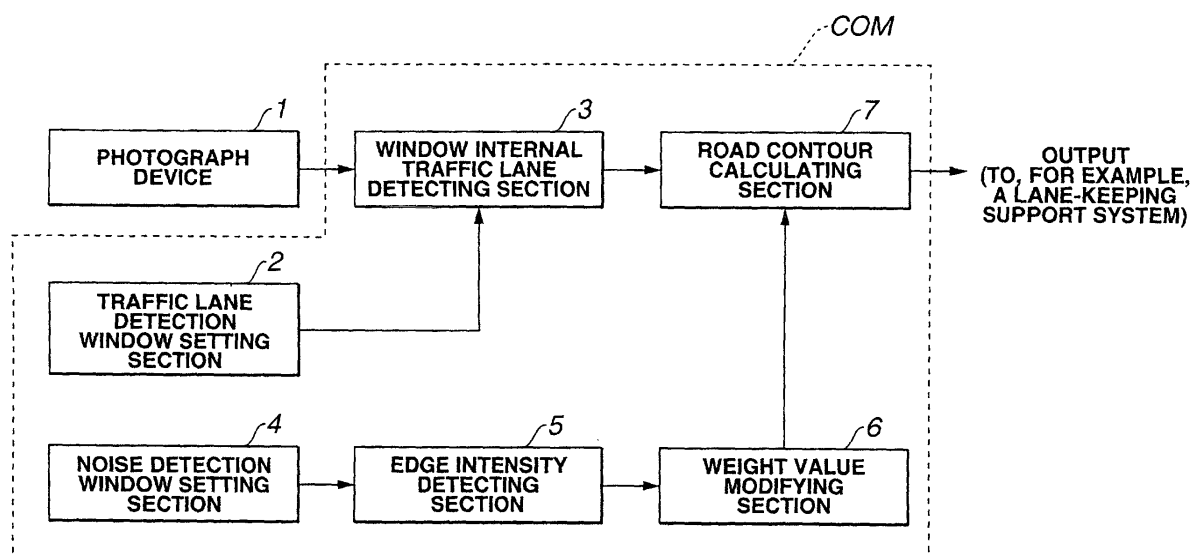 COM
1
PHOTOGRAPH
DEVICE
3
WINDOW INTERNAL
TRAFFIC LANE
DETECTING SECTION
7
ROAD CONTOUR
CALCULATING
SECTION
OUTPUT
(TO, FOR EXAMPLE,
A LANE-KEEPING
SUPPORT SYSTEM)
2
TRAFFIC LANE
DETECTION
WINDOW SETTING
SECTION
4
NOISE DETECTION
WINDOW SETTING
SECTION
5
EDGE INTENSITY
DETECTING
SECTION
6
WEIGHT VALUE
MODIFYING
SECTION